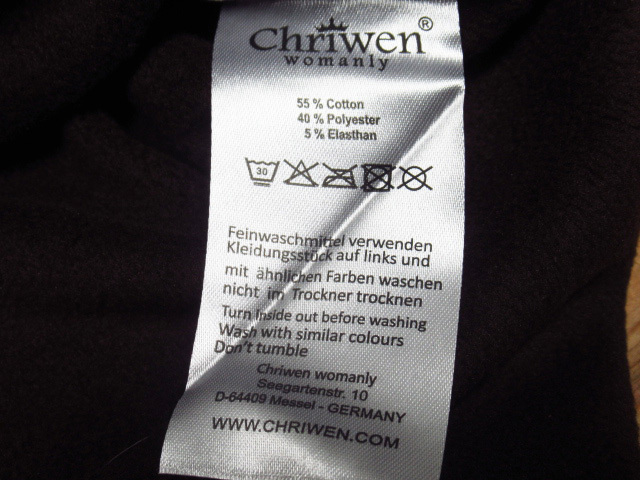 Chriwen®
womanly
55 % Cotton
40 % Polyester
5 % Elasthan
30
Feinwaschmittel verwenden
Kleidungsstück auf links und
mit ähnlichen Farben waschen
nicht im Trockner trocknen
Turn inside out before washing
Wash with similar colours
Don't tumble
Chriwen womanly
Seegartenstr. 10
D-64409 Messel - GERMANY
WWW.CHRIWEN.COM